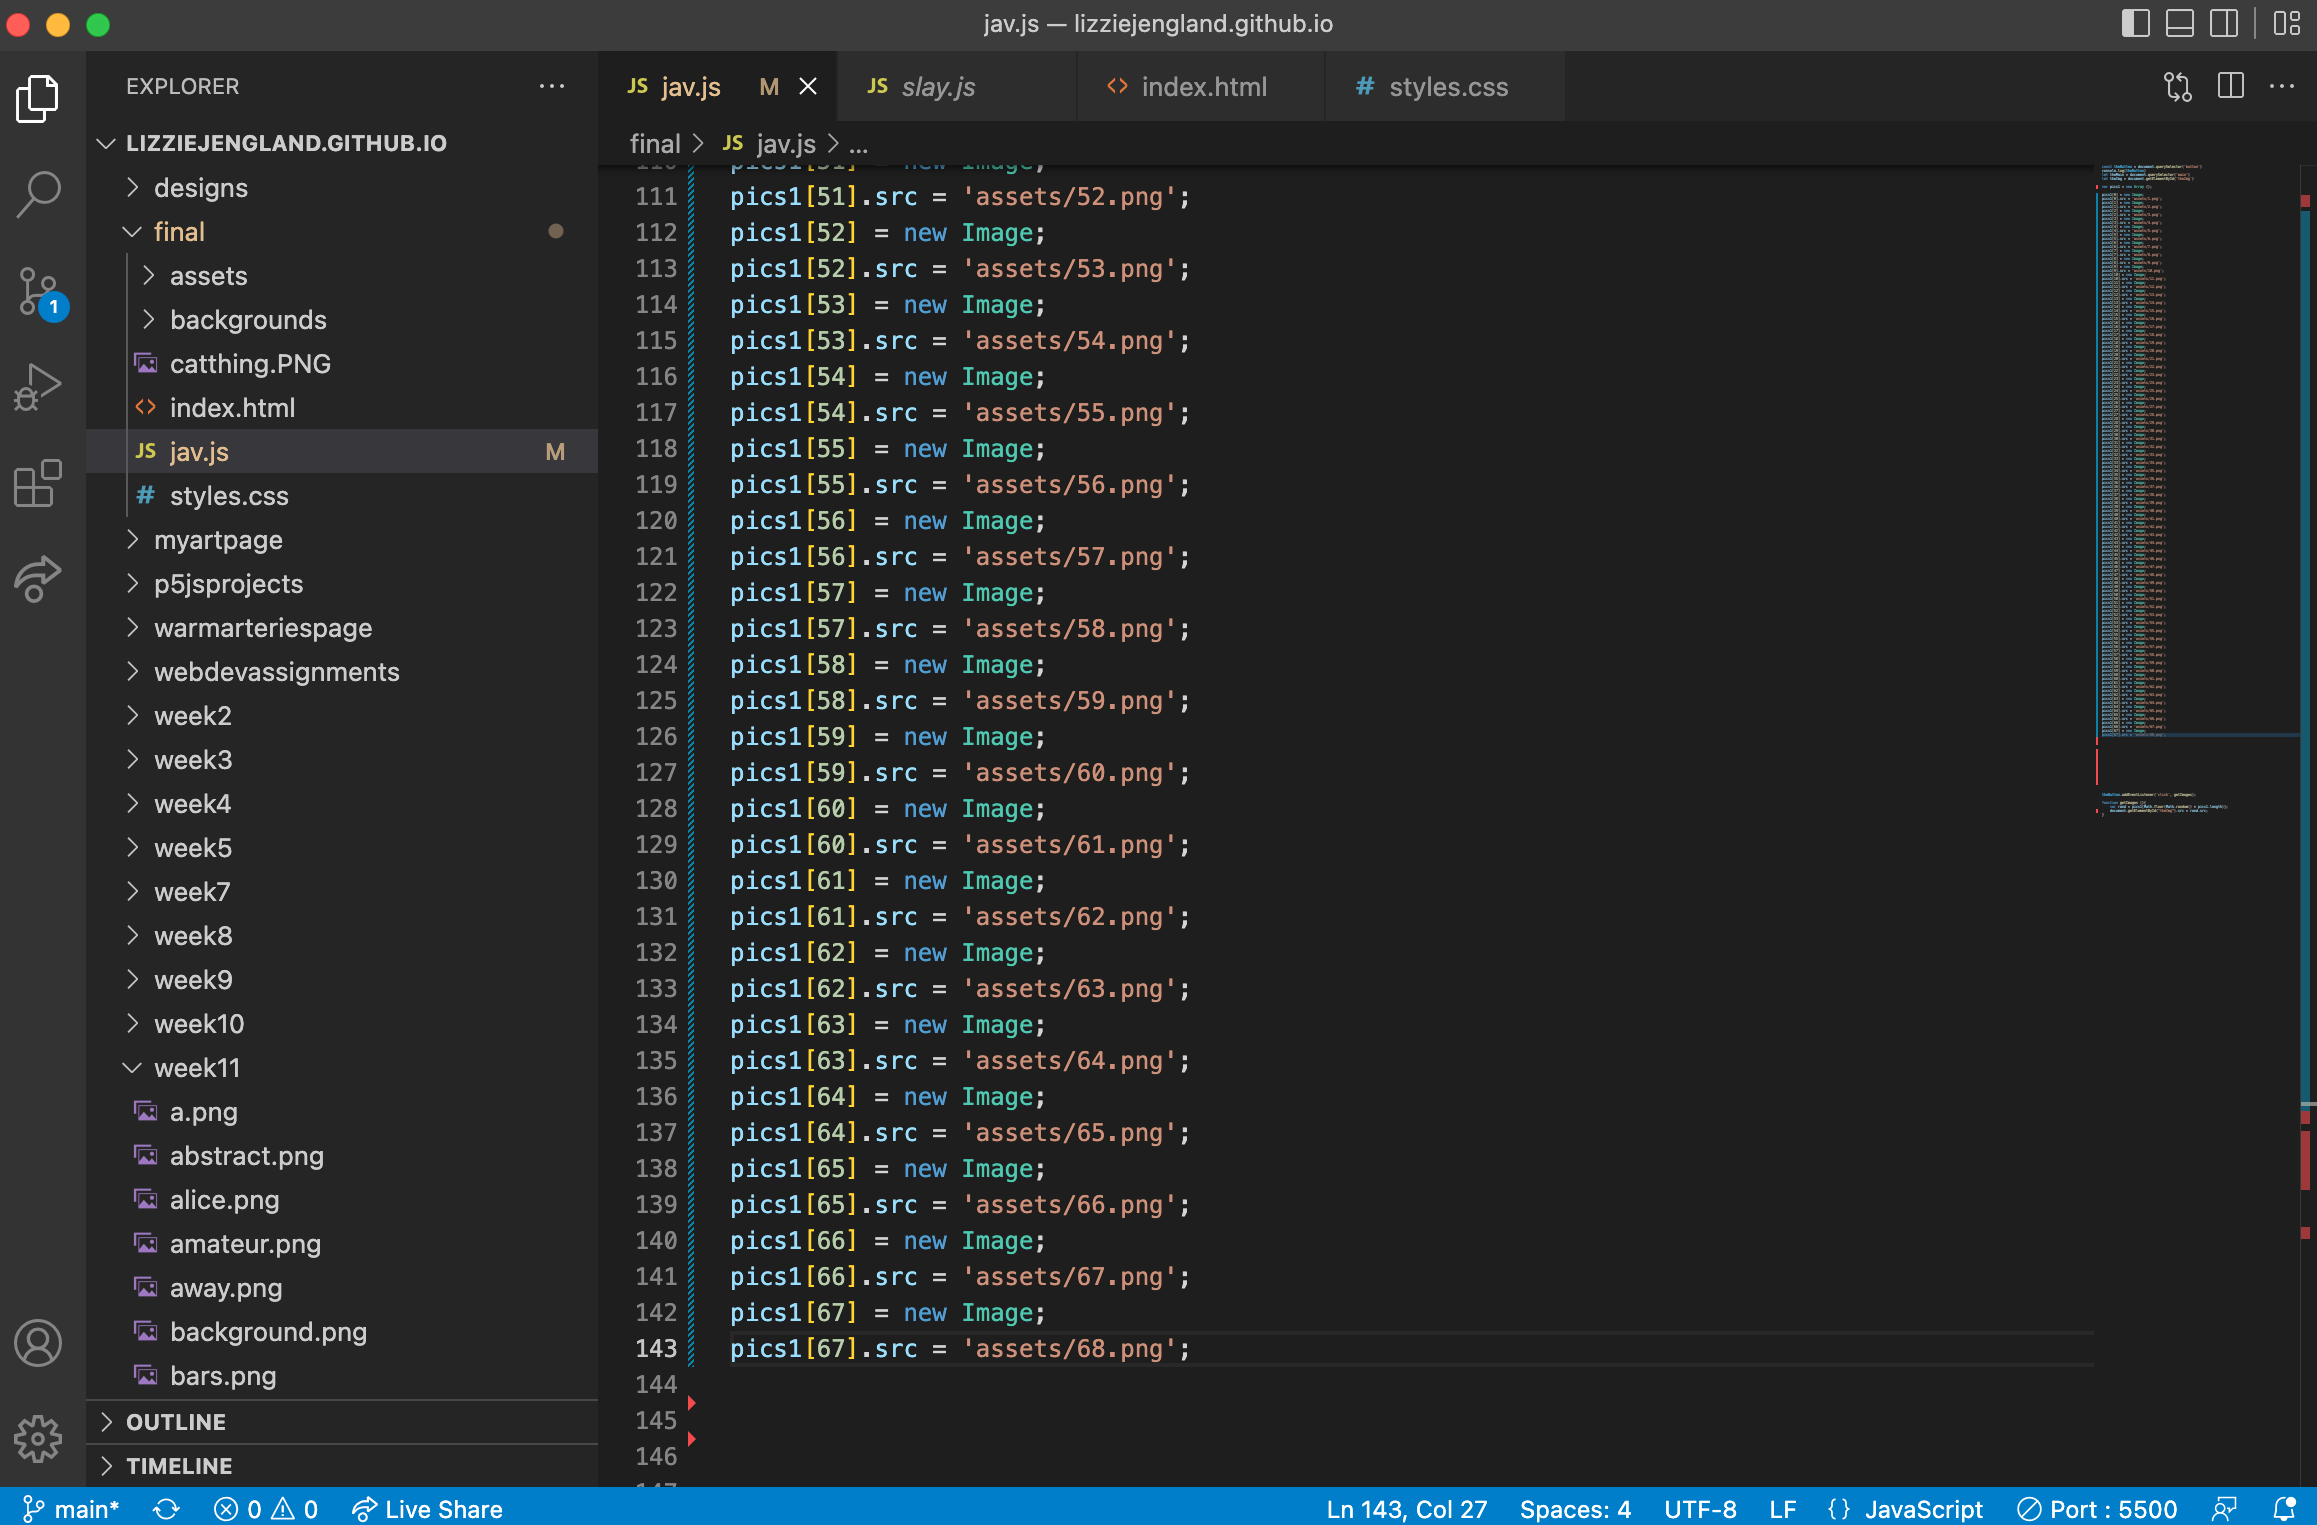 jav.js — lizziejengland.github.io
EXPLORER
LIZZIEJENGLAND.GITHUB.IO
designs
final
assets
backgrounds
catthing.PNG
index.html
JS jav.js M
# styles.css
myartpage
p5jsprojects
warmarteriespage
webdevassignments
week2
week3
week4
week5
week7
week8
week9
week10
week11
a.png
abstract.png
alice.png
amateur.png
away.png
background.png
bars.png
OUTLINE
TIMELINE
1
JS jav.js M
JS slay.js
index.html
# styles.css
final > JS jav.js > ...
110 pics1[51] = new Image;
111 pics1[51].src = 'assets/52.png';
112 pics1[52] = new Image;
113 pics1[52].src = 'assets/53.png';
114 pics1[53] = new Image;
115 pics1[53].src = 'assets/54.png';
116 pics1[54] = new Image;
117 pics1[54].src = 'assets/55.png';
118 pics1[55] = new Image;
119 pics1[55].src = 'assets/56.png';
120 pics1[56] = new Image;
121 pics1[56].src = 'assets/57.png';
122 pics1[57] = new Image;
123 pics1[57].src = 'assets/58.png';
124 pics1[58] = new Image;
125 pics1[58].src = 'assets/59.png';
126 pics1[59] = new Image;
127 pics1[59].src = 'assets/60.png';
128 pics1[60] = new Image;
129 pics1[60].src = 'assets/61.png';
130 pics1[61] = new Image;
131 pics1[61].src = 'assets/62.png';
132 pics1[62] = new Image;
133 pics1[62].src = 'assets/63.png';
134 pics1[63] = new Image;
135 pics1[63].src = 'assets/64.png';
136 pics1[64] = new Image;
137 pics1[64].src = 'assets/65.png';
138 pics1[65] = new Image;
139 pics1[65].src = 'assets/66.png';
140 pics1[66] = new Image;
141 pics1[66].src = 'assets/67.png';
142 pics1[67] = new Image;
143 pics1[67].src = 'assets/68.png';
144
145
146
147
main* 0 0 Live Share Ln 143, Col 27 Spaces: 4 UTF-8 LF {} JavaScript Port : 5500